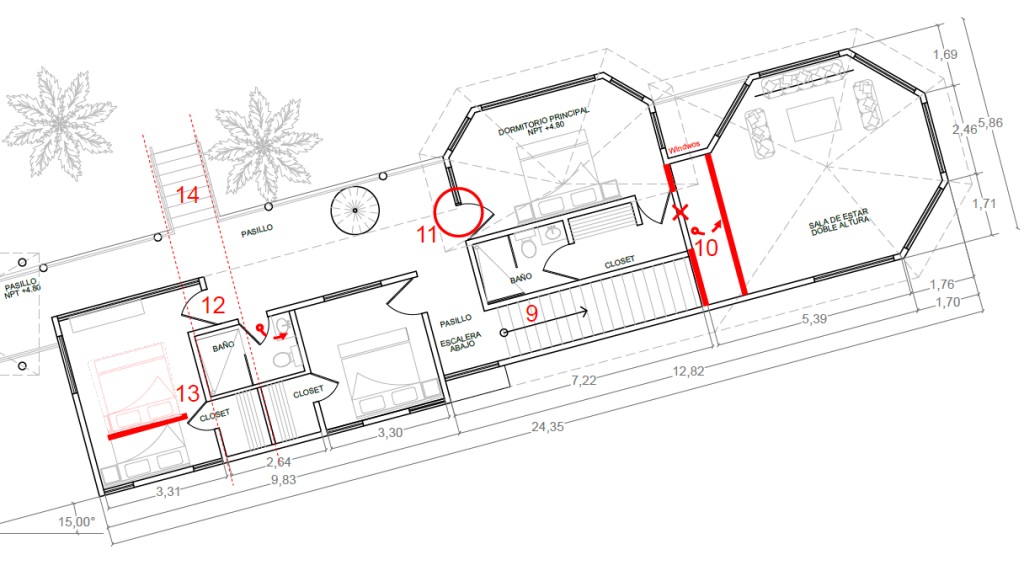 1,69
2,46
5,86
1,71
1,76
1,70
5,39
12,82
7,22
24,35
3,30
2,64
9,83
3,31
15,00°
DORMITORIO PRINCIPAL
NPT +4.80
Windwos
SALA DE ESTAR
DOBLE ALTURA
14
PASILLO
11
10
CLOSET
BAÑO
9
PASILLO
ESCALERA
ABAJO
PASILLO
NPT +4.80
12
BAÑO
13
CLOSET
CLOSET